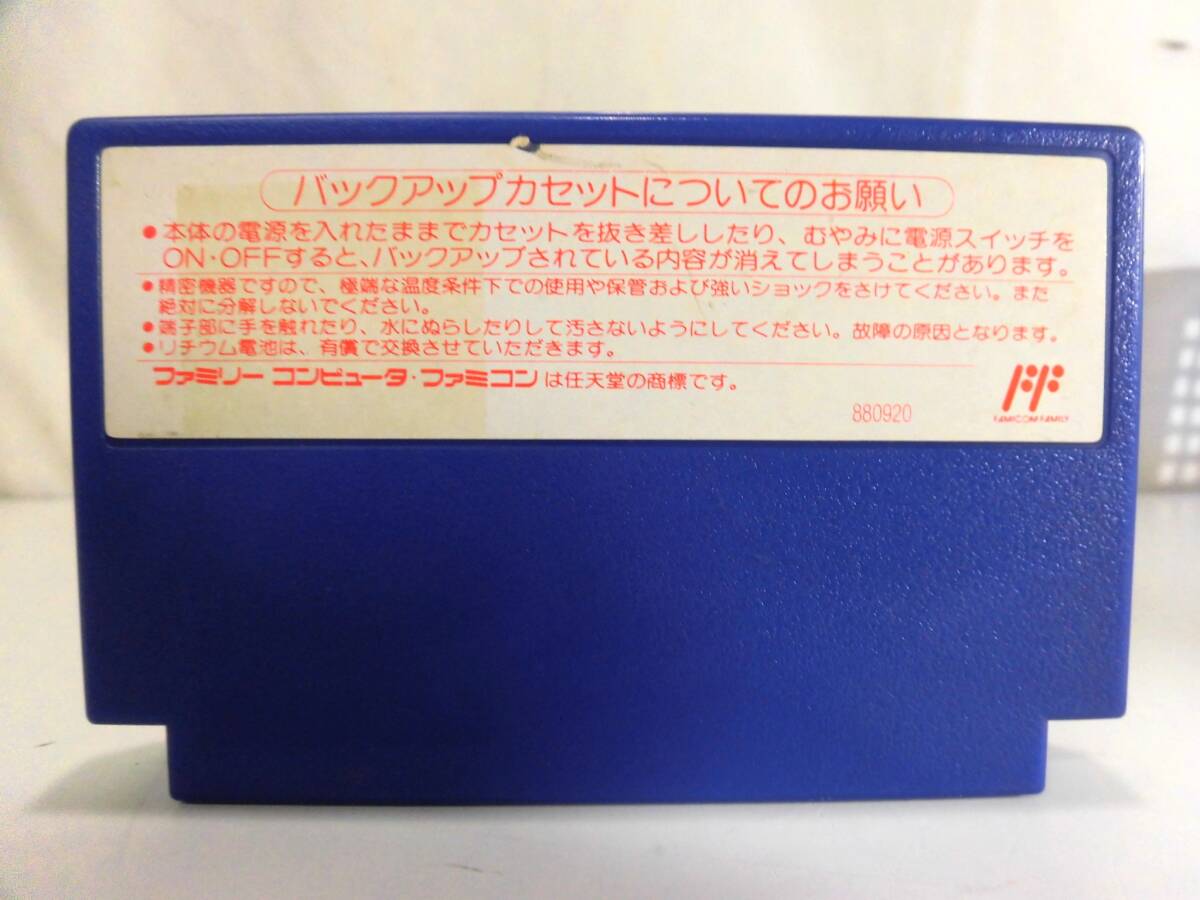 バックアップカセットについてのお願い
●本体の電源を入れたままでカセットを抜き差ししたり、むやみに電源スイッチを
ON・OFFすると、バックアップされている内容が消えてしまうことがあります。
●精密機器ですので、極端な温度条件下での使用や保管および強いショックをさけてください。また
絶対に分解しないでください。
●端子部に手を触れたり、水にぬらしたりして汚さないようにしてください。故障の原因となります。
●リチウム電池は、有償で交換させていただきます。
ファミリー コンピュータ・ファミコンは任天堂の商標です。
880920
FAMICOM FAMILY